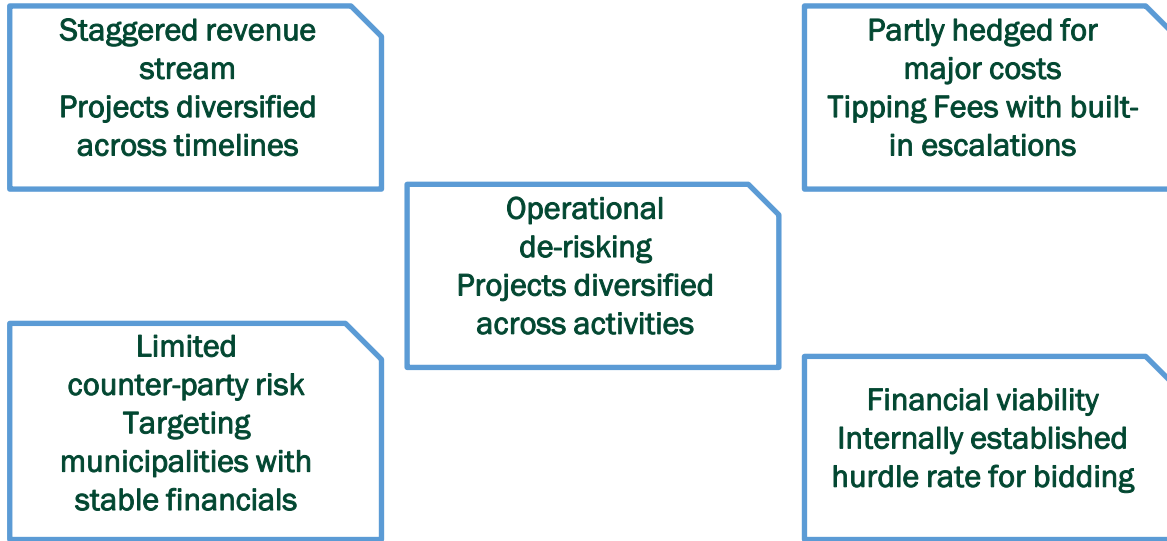 Staggered revenue
stream
Projects diversified
across timelines
Partly hedged for
major costs
Tipping Fees with built-
in escalations
Operational
de-risking
Projects diversified
across activities
Limited
counter-party risk
Targeting
municipalities with
stable financials
Financial viability
Internally established
hurdle rate for bidding